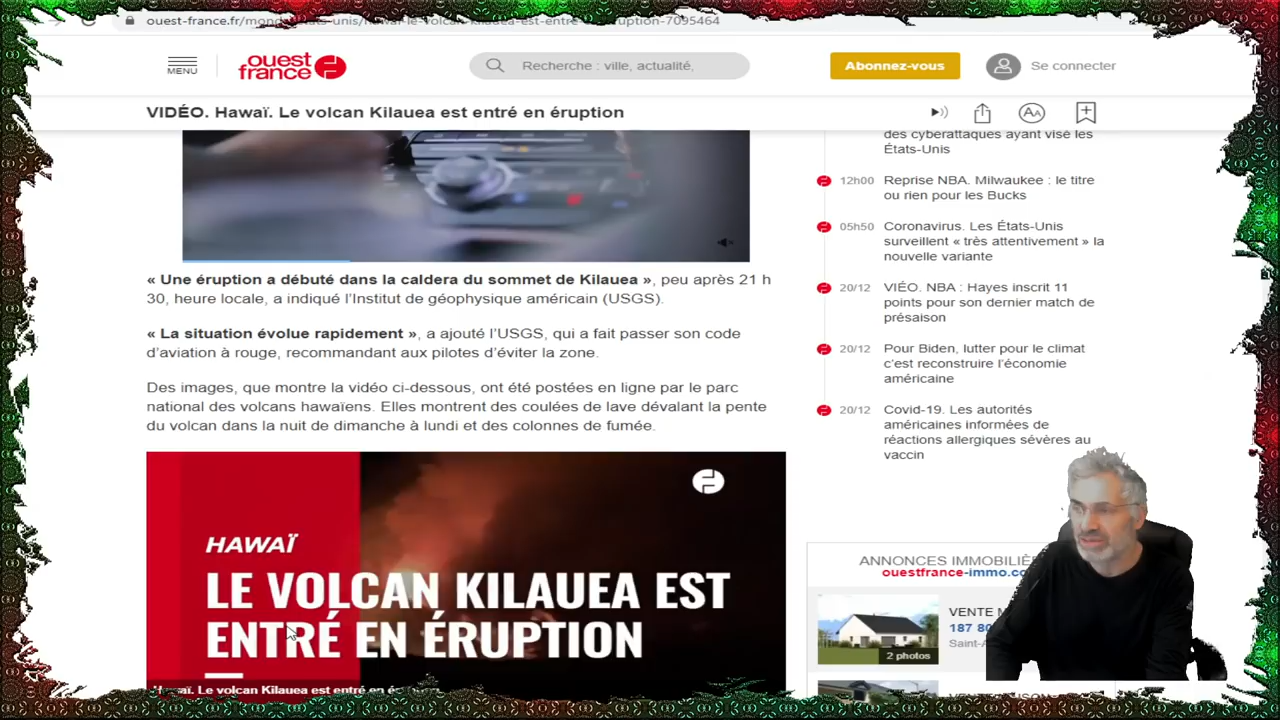 ouest-france.fr/mond
MENU
ouest
france
Recherche : ville, actualité,
Abonnez-vous
Se connecter
VIDÉO. Hawaï. Le volcan Kilauea est entré en éruption
AA
« Une éruption a débuté dans la caldera du sommet de Kilauea », peu après 21 h
30, heure locale, a indiqué l’Institut de géophysique américain (USGS).
« La situation évolue rapidement », a ajouté l’USGS, qui a fait passer son code
d’aviation à rouge, recommandant aux pilotes d’éviter la zone.
Des images, que montre la vidéo ci-dessous, ont été postées en ligne par le parc
national des volcans hawaïens. Elles montrent des coulées de lave dévalant la pente
du volcan dans la nuit de dimanche à lundi et des colonnes de fumée.
HAWAÏ
LE VOLCAN KILAUEA EST
ENTRÉ EN ÉRUPTION
Le volcan Kilauea est entré en
des cyberattaques ayant visé les
États-Unis
12h00 Reprise NBA. Milwaukee : le titre
ou rien pour les Bucks
05h50 Coronavirus. Les États-Unis
surveillent « très attentivement » la
nouvelle variante
20/12 VIÉO. NBA : Hayes inscrit 11
points pour son dernier match de
présaison
20/12 Pour Biden, lutter pour le climat
c’est reconstruire l’économie
américaine
20/12 Covid-19. Les autorités
américaines informées de
réactions allergiques sévères au
vaccin
ANNONCES IMMOBILIÈ
ouestfrance-immo.co
VENTE M
187 80
Saint-
2 photos